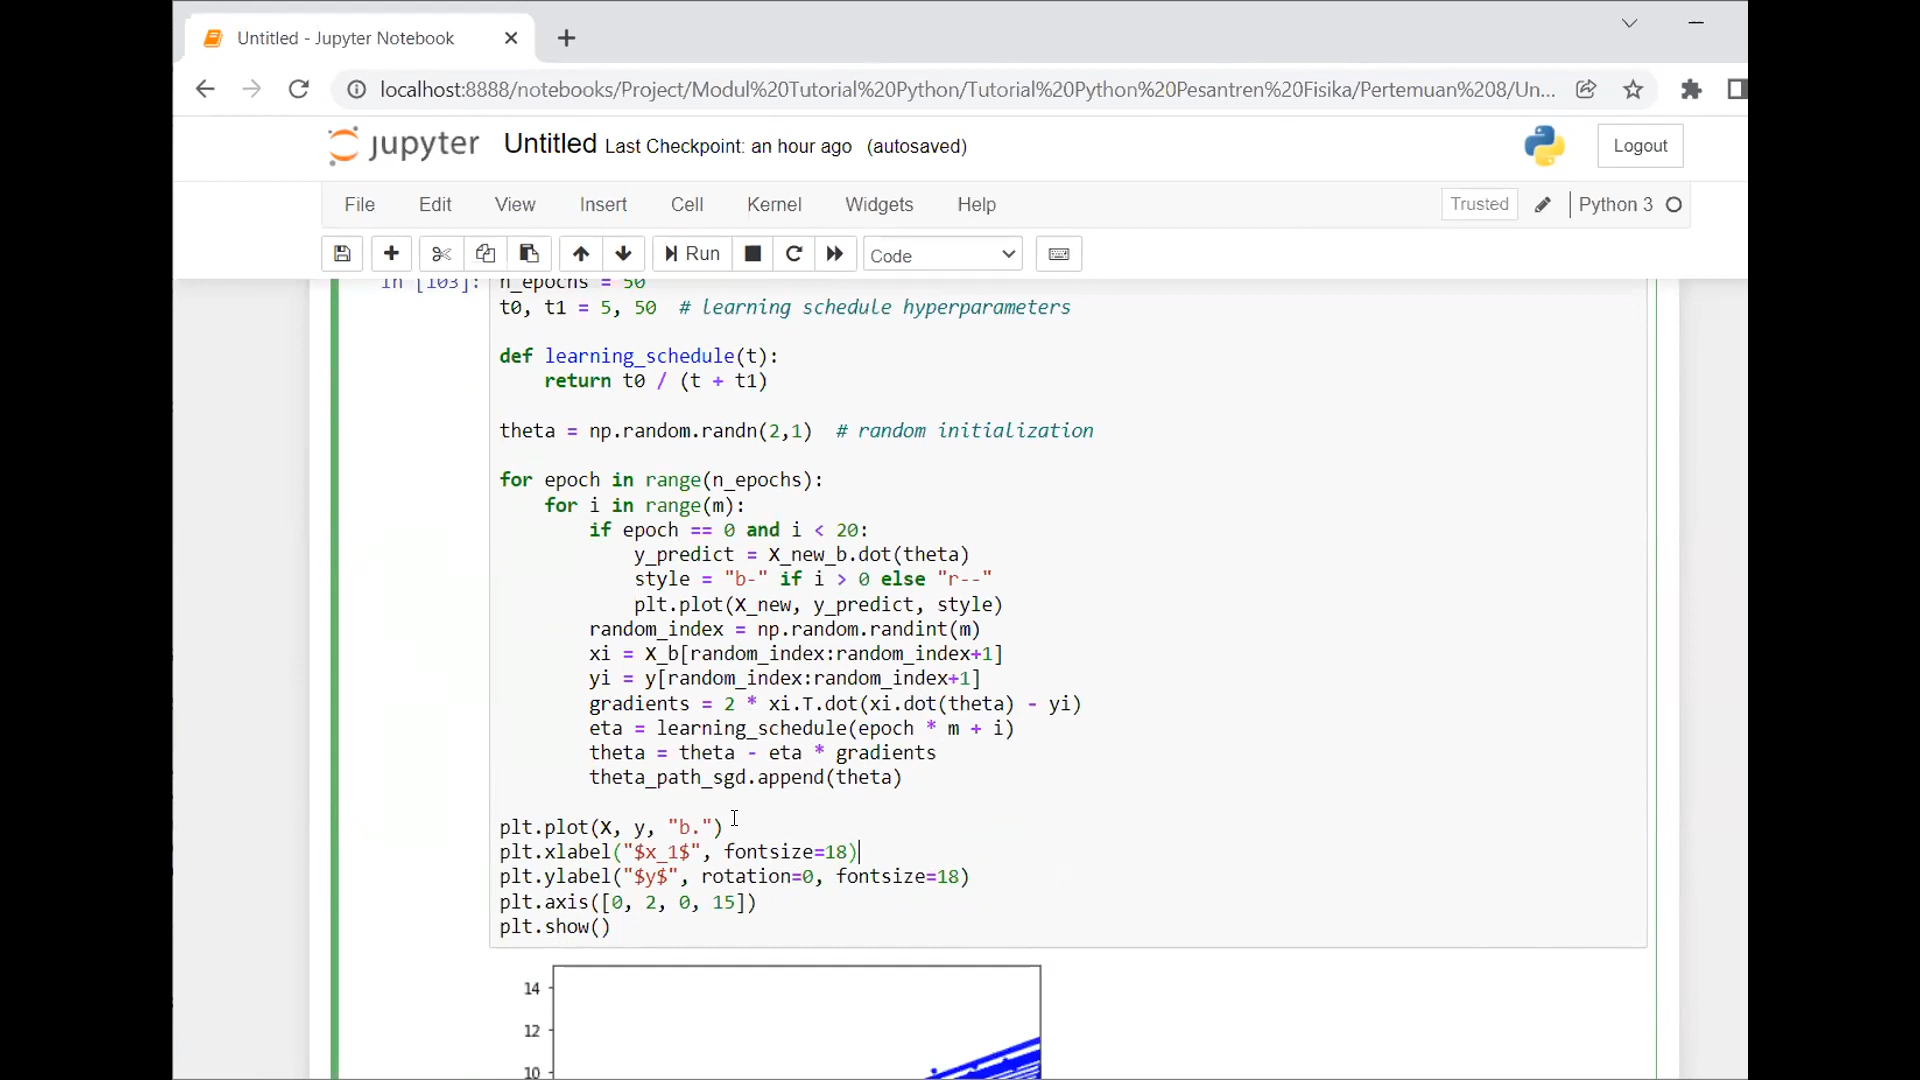 Untitled - Jupyter Notebook
localhost:8888/notebooks/Project/Modul%20Tutorial%20Python/Tutorial%20Python%20Pesantren%20Fisika/Pertemuan%208/Un...
jupyter Untitled Last Checkpoint: an hour ago (autosaved)
Logout
File Edit View Insert Cell Kernel Widgets Help
Trusted Python 3
Run
Code
In [103]: n_epochs = 50
t0, t1 = 5, 50  # learning schedule hyperparameters
def learning_schedule(t):
    return t0 / (t + t1)
theta = np.random.randn(2,1)  # random initialization
for epoch in range(n_epochs):
    for i in range(m):
        if epoch == 0 and i < 20:
            y_predict = X_new_b.dot(theta)
            style = "b-" if i > 0 else "r--"
            plt.plot(X_new, y_predict, style)
        random_index = np.random.randint(m)
        xi = X_b[random_index:random_index+1]
        yi = y[random_index:random_index+1]
        gradients = 2 * xi.T.dot(xi.dot(theta) - yi)
        eta = learning_schedule(epoch * m + i)
        theta = theta - eta * gradients
        theta_path_sgd.append(theta)
plt.plot(X, y, "b.")
plt.xlabel("$x_1$", fontsize=18)
plt.ylabel("$y$", rotation=0, fontsize=18)
plt.axis([0, 2, 0, 15])
plt.show()
14
12
10